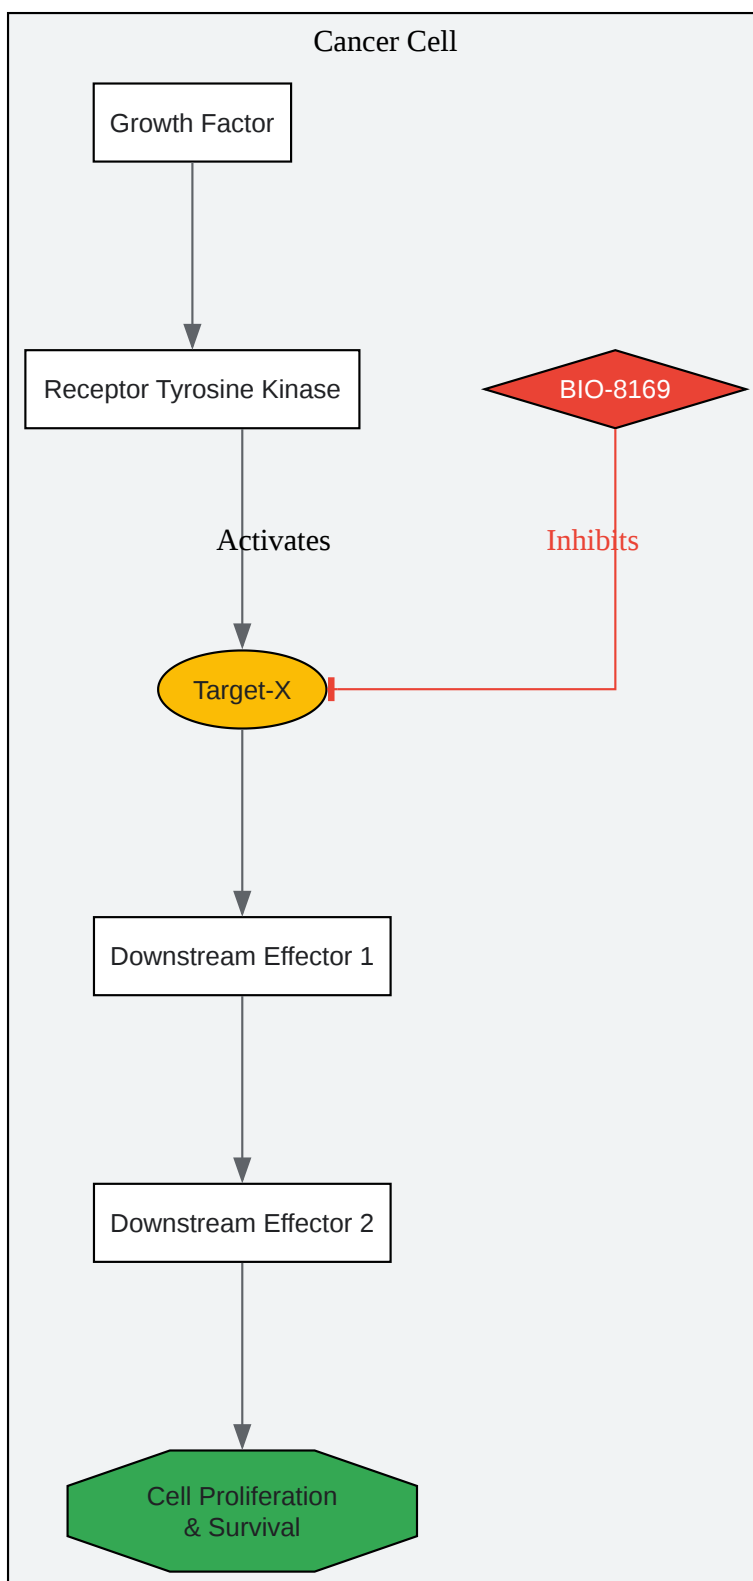 Cancer Cell
Growth Factor
Receptor Tyrosine Kinase
BIO-8169
Activates
Inhibits
Target-X
Downstream Effector 1
Downstream Effector 2
Cell Proliferation
& Survival